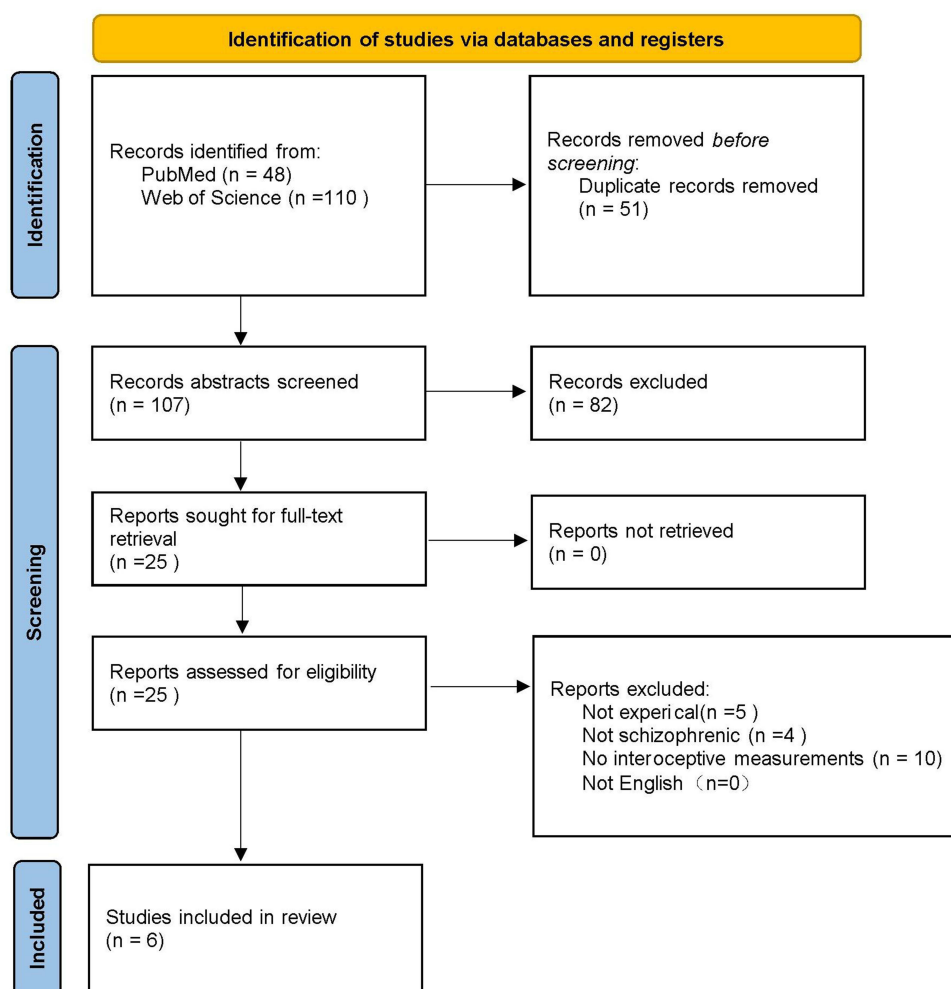 Identification of studies via databases and registers
Identification
Records identified from:
PubMed (n = 48)
Web of Science (n =110 )
Records removed before
screening:
Duplicate records removed
(n = 51)
Screening
Records abstracts screened
(n = 107)
Records excluded
(n = 82)
Reports sought for full-text
retrieval
(n =25 )
Reports not retrieved
(n = 0)
Reports assessed for eligibility
(n =25 )
Reports excluded:
Not experical(n =5 )
Not schizophrenic (n =4 )
No interoceptive measurements (n = 10)
Not English（n=0）
Included
Studies included in review
(n = 6)